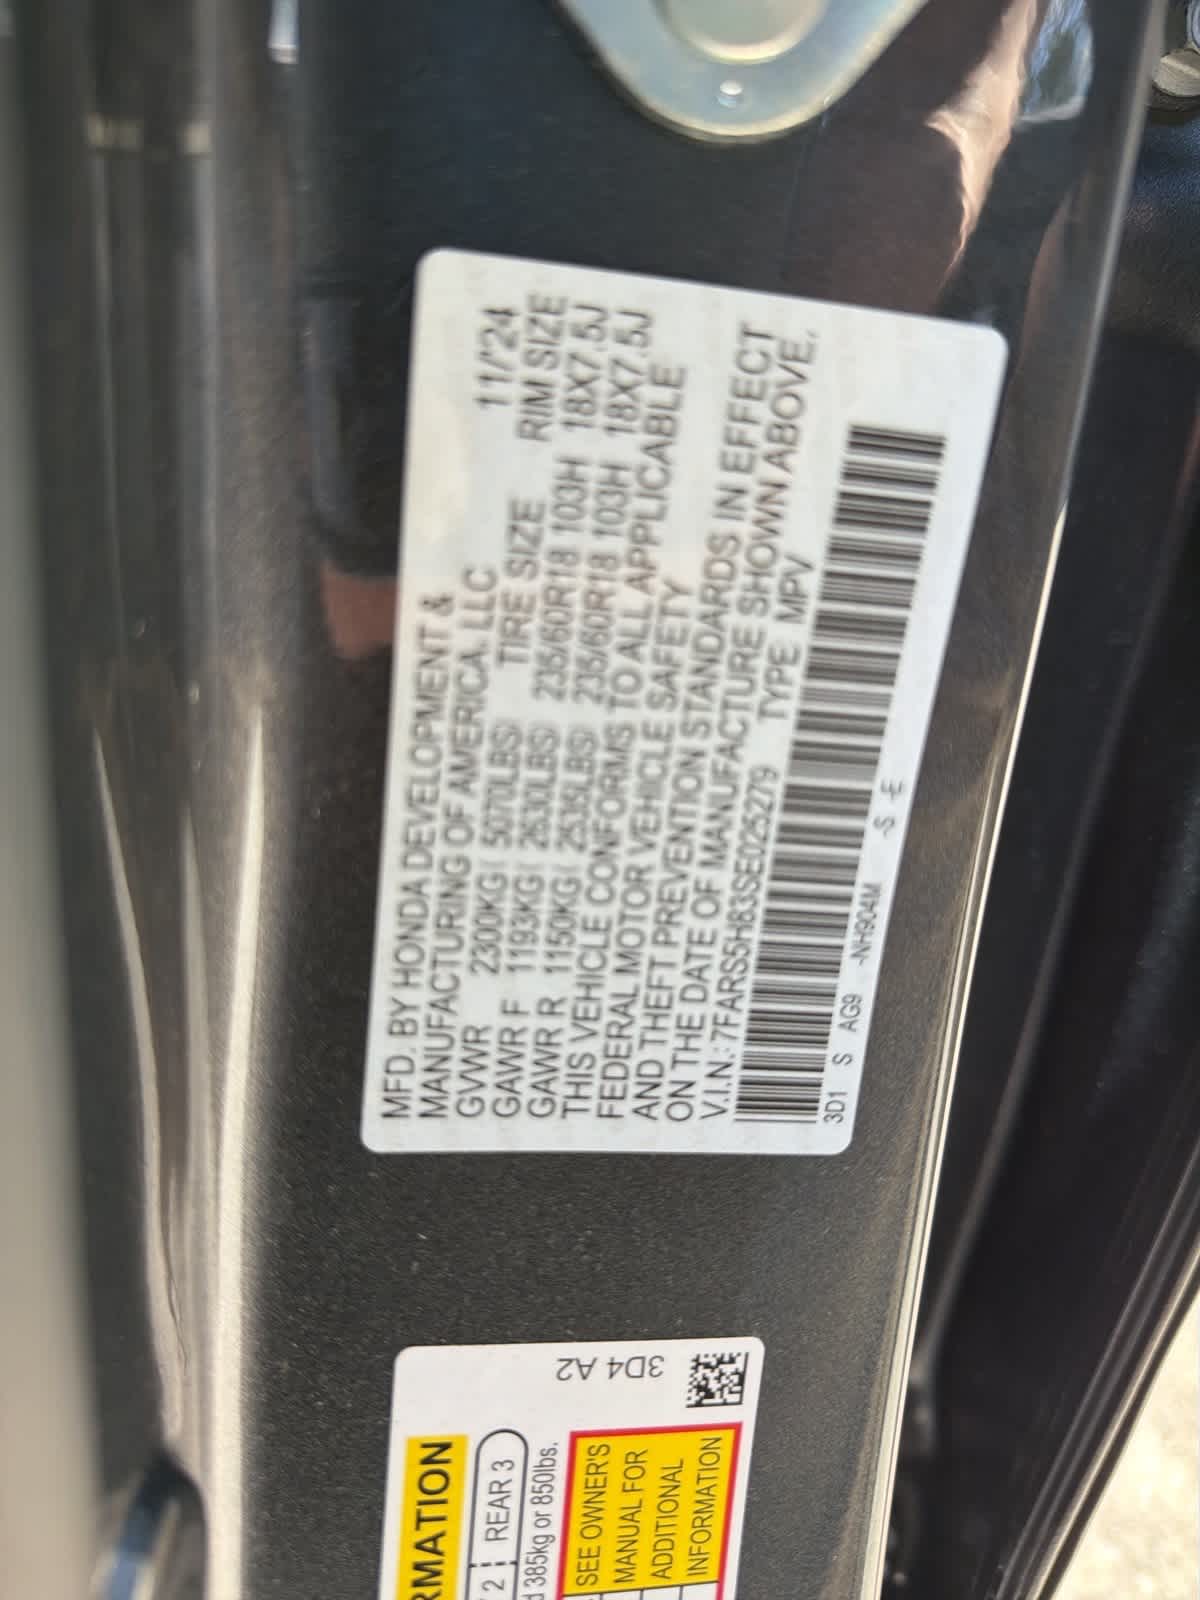 MFD. BY HONDA DEVELOPMENT &
MANUFACTURING OF AMERICA, LLC 11/'24
GVWR 2300KG( 5070LBS) TIRE SIZE RIM SIZE
GAWR F 1193KG( 2630LBS) 235/60R18 103H 18X7.5J
GAWR R 1150KG( 2535LBS) 235/60R18 103H 18X7.5J
THIS VEHICLE CONFORMS TO ALL APPLICABLE
FEDERAL MOTOR VEHICLE SAFETY
AND THEFT PREVENTION STANDARDS IN EFFECT
ON THE DATE OF MANUFACTURE SHOWN ABOVE.
V.I.N.: 7FARS5H83SE025279 TYPE MPV
3D1 S AG9 -NH904M -S -E
3D4 A2
RMATION
2 REAR 3
d 385kg or 850lbs.
SEE OWNER'S
MANUAL FOR
ADDITIONAL
INFORMATION